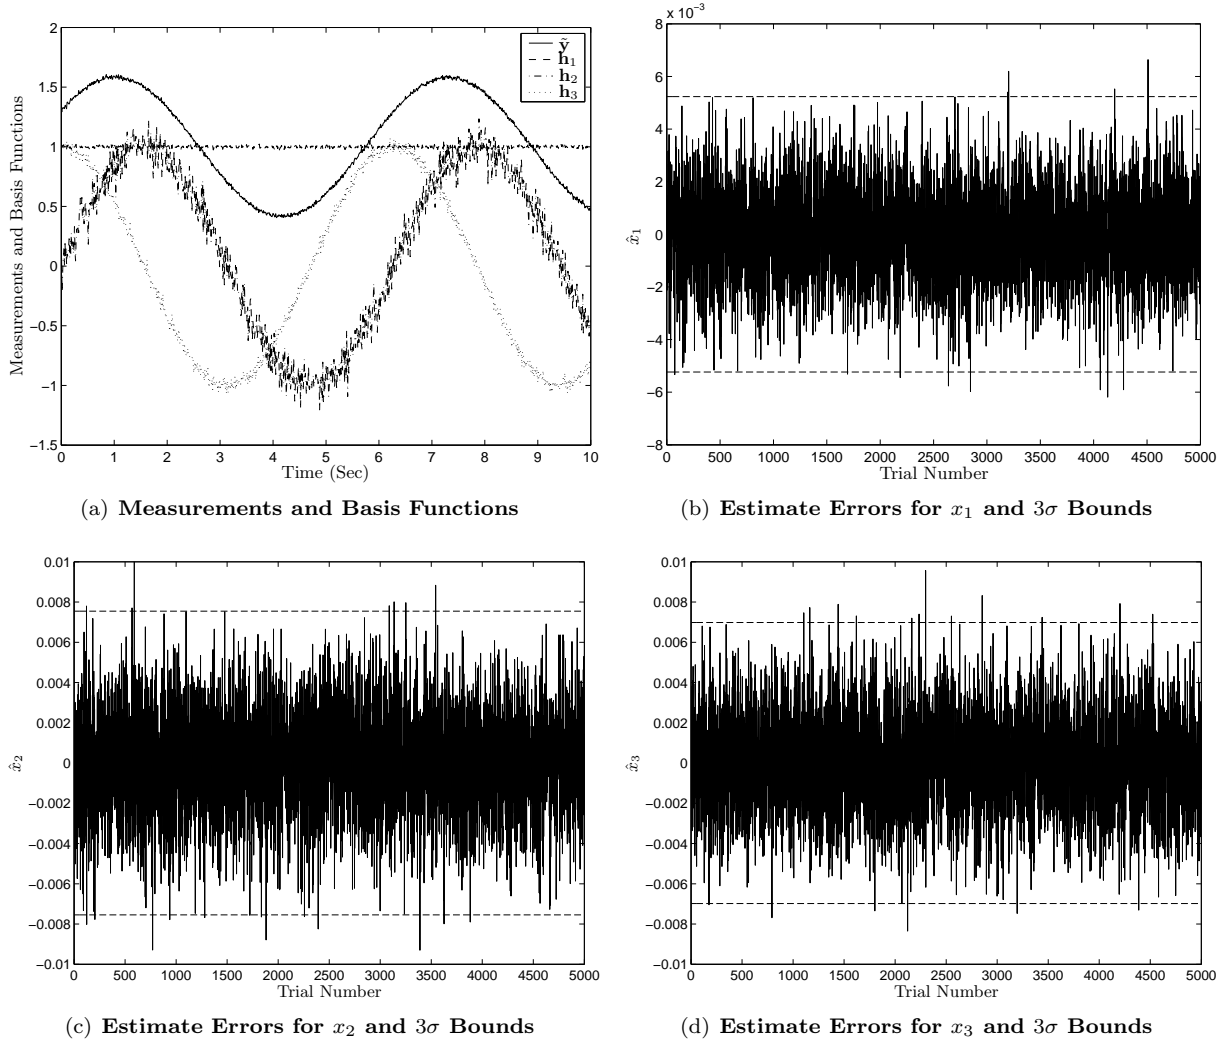 2
1.5
1
0.5
0
−0.5
−1
−1.5
Measurements and Basis Functions
ỹ
h₁
h₂
h₃
0 1 2 3 4 5 6 7 8 9 10
Time (Sec)
(a) Measurements and Basis Functions
x 10⁻³
8
6
4
2
0
−2
−4
−6
−8
x̂₁
0 500 1000 1500 2000 2500 3000 3500 4000 4500 5000
Trial Number
(b) Estimate Errors for x₁ and 3σ Bounds
0.01
0.008
0.006
0.004
0.002
0
−0.002
−0.004
−0.006
−0.008
−0.01
x̂₂
0 500 1000 1500 2000 2500 3000 3500 4000 4500 5000
Trial Number
(c) Estimate Errors for x₂ and 3σ Bounds
0.01
0.008
0.006
0.004
0.002
0
−0.002
−0.004
−0.006
−0.008
−0.01
x̂₃
0 500 1000 1500 2000 2500 3000 3500 4000 4500 5000
Trial Number
(d) Estimate Errors for x₃ and 3σ Bounds